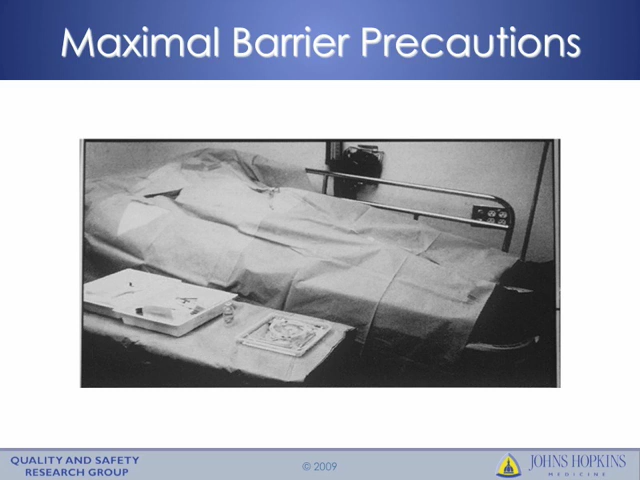 Maximal Barrier Precautions
QUALITY AND SAFETY
RESEARCH GROUP
© 2009
JOHNS HOPKINS
MEDICINE